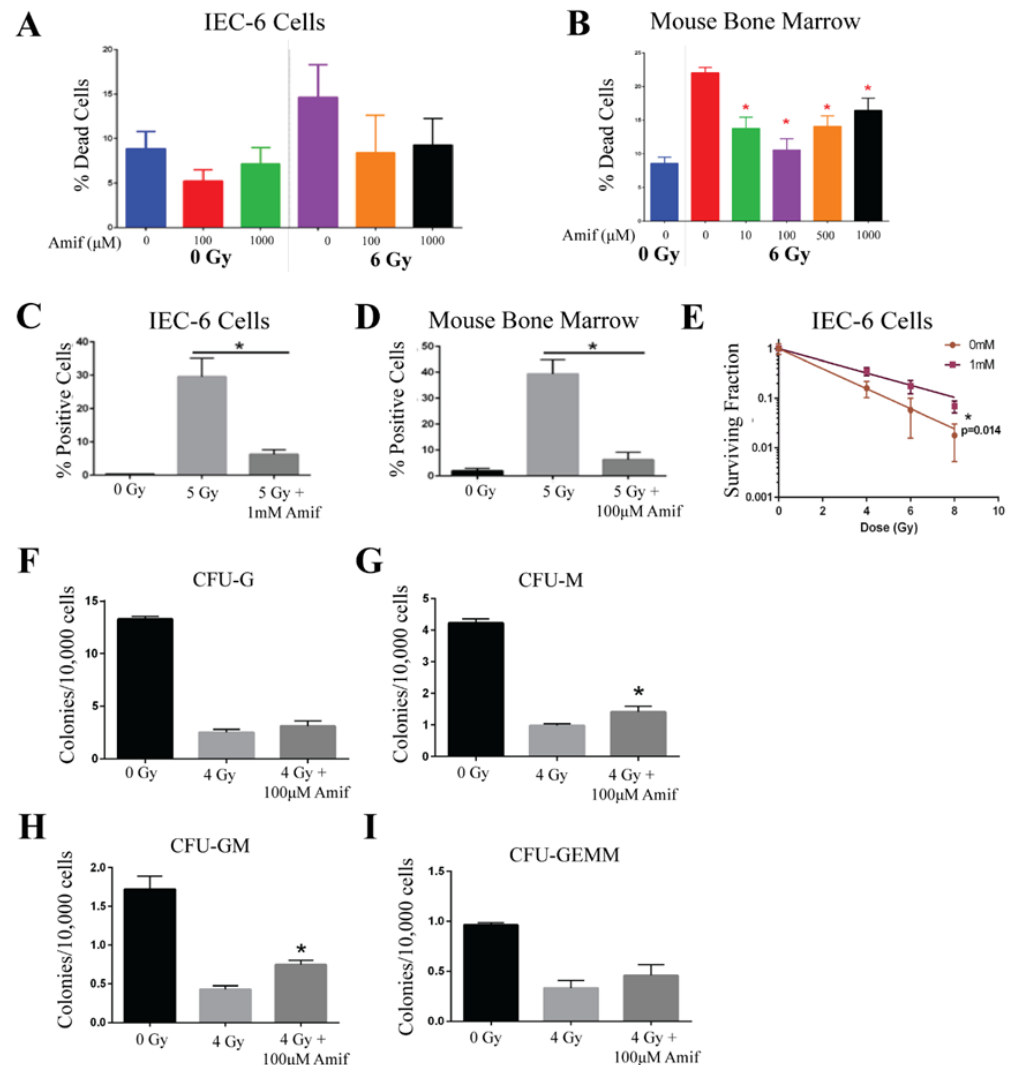 A
IEC-6 Cells
% Dead Cells
20
15
10
5
0
Amif (μM)
0 100 1000 0 100 1000
0 Gy 6 Gy
B
Mouse Bone Marrow
% Dead Cells
25
20
15
10
5
0
* * * *
Amif (μM)
0 0 10 100 500 1000
0 Gy 6 Gy
C
IEC-6 Cells
% Positive Cells
40
30
20
10
0
*
0 Gy 5 Gy 5 Gy +
1mM Amif
D
Mouse Bone Marrow
% Positive Cells
50
40
30
20
10
0
*
0 Gy 5 Gy 5 Gy +
100μM Amif
E
IEC-6 Cells
Surviving Fraction
1
0.1
0.01
0.001
0mM
1mM
*
p=0.014
0 2 4 6 8 10
Dose (Gy)
F
CFU-G
Colonies/10,000 cells
15
10
5
0
0 Gy 4 Gy 4 Gy +
100μM Amif
G
CFU-M
Colonies/10,000 cells
5
4
3
2
1
0
*
0 Gy 4 Gy 4 Gy +
100μM Amif
H
CFU-GM
Colonies/10,000 cells
2.0
1.5
1.0
0.5
0.0
*
0 Gy 4 Gy 4 Gy +
100μM Amif
I
CFU-GEMM
Colonies/10,000 cells
1.0
0.5
0.0
0 Gy 4 Gy 4 Gy +
100μM Amif